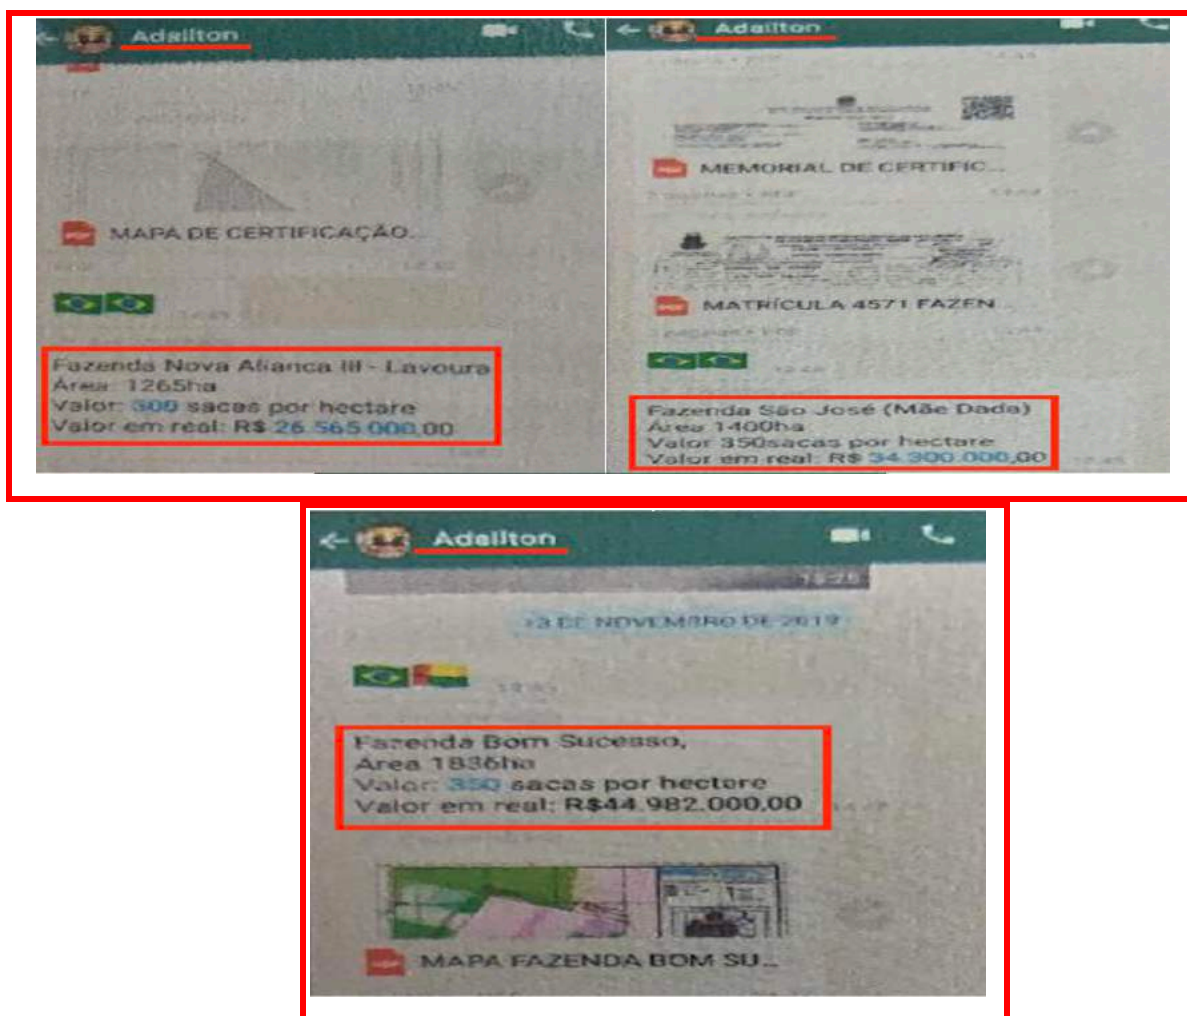 Adailton
MAPA DE CERTIFICAÇÃO...
Fazenda Nova Alianca III - Lavoura
Área: 1265ha
Valor: 300 sacas por hectare
Valor em real: R$ 26.565.000,00
Adailton
MEMORIAL DE CERTIFIC...
MATRÍCULA 4571 FAZEN...
Fazenda São José (Mãe Dada)
Área 1400ha
Valor 350sacas por hectare
Valor em real: R$ 34.300.000,00
Adailton
DE NOVEMBRO DE 2019
Fazenda Bom Sucesso,
Área 1836ha
Valor: 350 sacas por hectare
Valor em real: R$44.982.000,00
MAPA FAZENDA BOM SU...